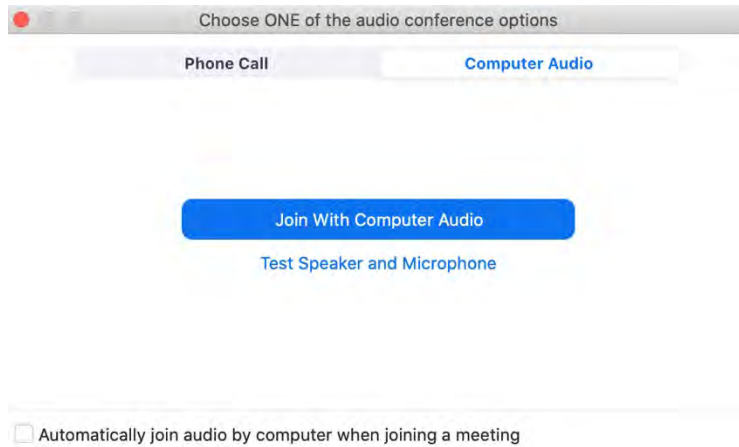 Choose ONE of the audio conference options
Phone Call Computer Audio
Join With Computer Audio
Test Speaker and Microphone
Automatically join audio by computer when joining a meeting